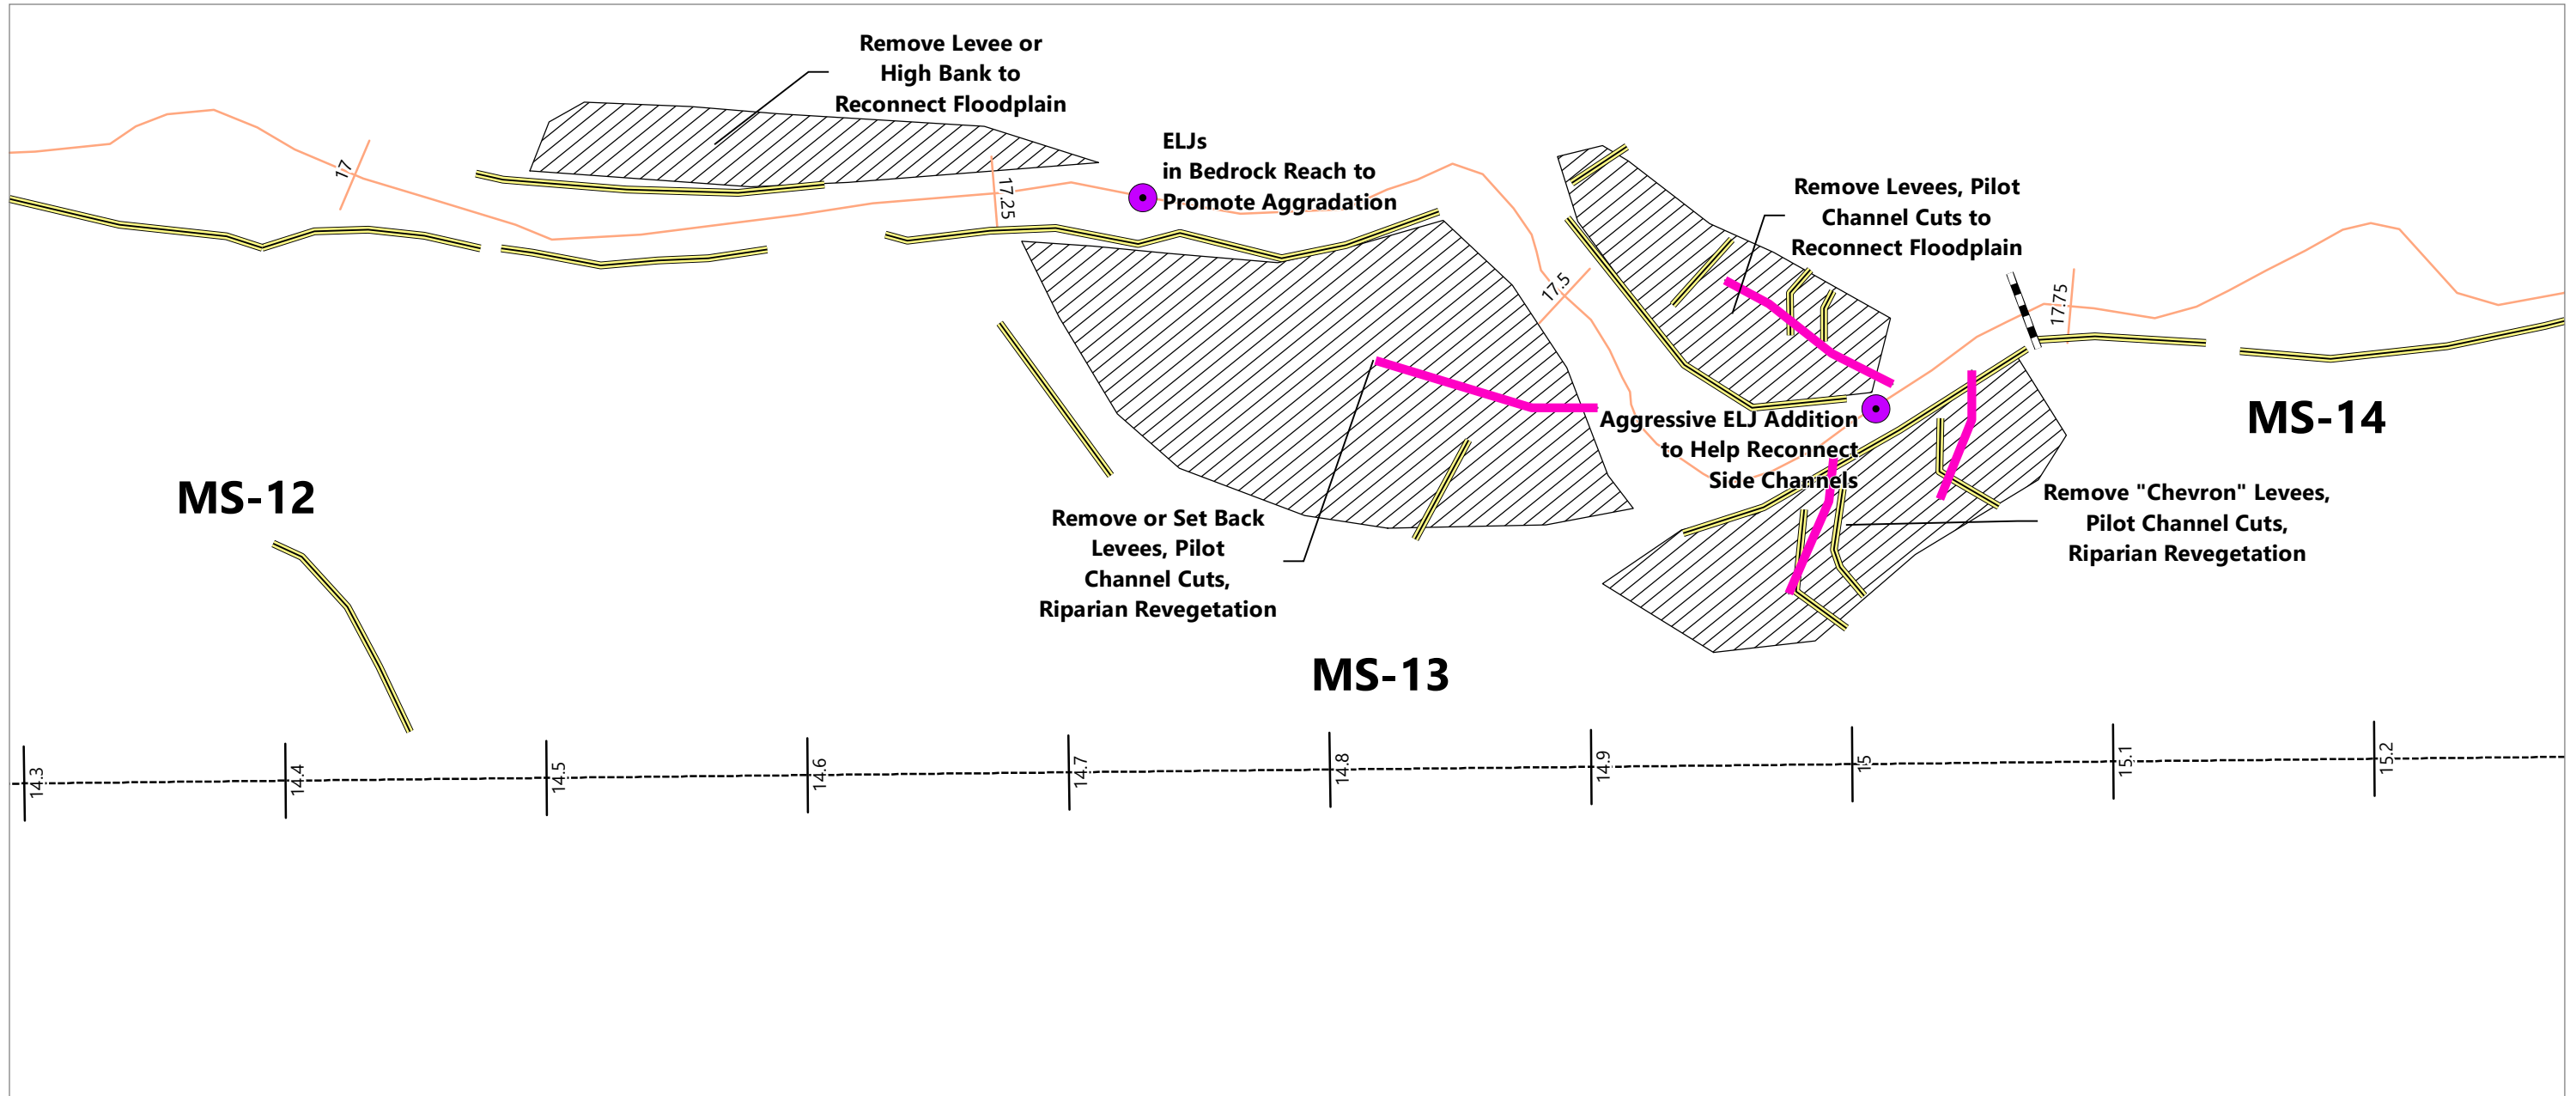 Remove Levee or
High Bank to
Reconnect Floodplain
ELJs
in Bedrock Reach to
Promote Aggradation
Remove Levees, Pilot
Channel Cuts to
Reconnect Floodplain
17
17.25
17.5
17.75
Aggressive ELJ Addition
to Help Reconnect
Side Channels
MS-14
MS-12
Remove or Set Back
Levees, Pilot
Channel Cuts,
Riparian Revegetation
Remove "Chevron" Levees,
Pilot Channel Cuts,
Riparian Revegetation
MS-13
14.3
14.4
14.5
14.6
14.7
14.8
14.9
15
15.1
15.2